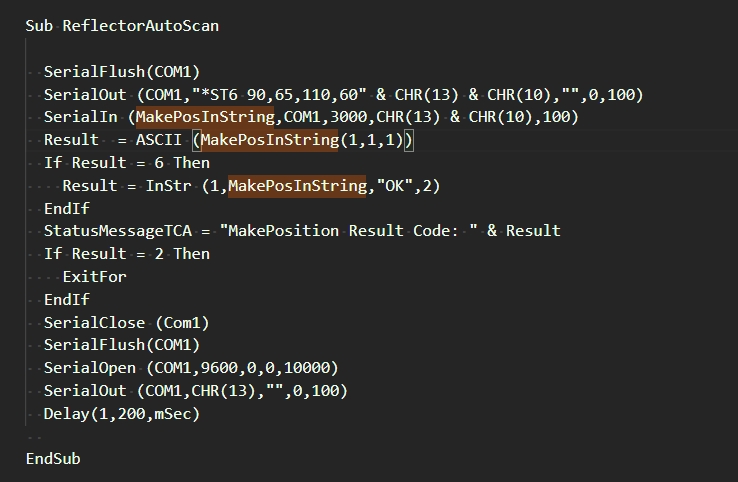 Sub ReflectorAutoScan
SerialFlush(COM1)
SerialOut (COM1,"*ST6 90,65,110,60" & CHR(13) & CHR(10),"",0,100)
SerialIn (MakePosInString,COM1,3000,CHR(13) & CHR(10),100)
Result  = ASCII (MakePosInString(1,1,1))
If Result = 6 Then
Result = InStr (1,MakePosInString,"OK",2)
EndIf
StatusMessageTCA = "MakePosition Result Code: " & Result
If Result = 2 Then
ExitFor
EndIf
SerialClose (Com1)
SerialFlush(COM1)
SerialOpen (COM1,9600,0,0,10000)
SerialOut (COM1,CHR(13),"",0,100)
Delay(1,200,mSec)
EndSub